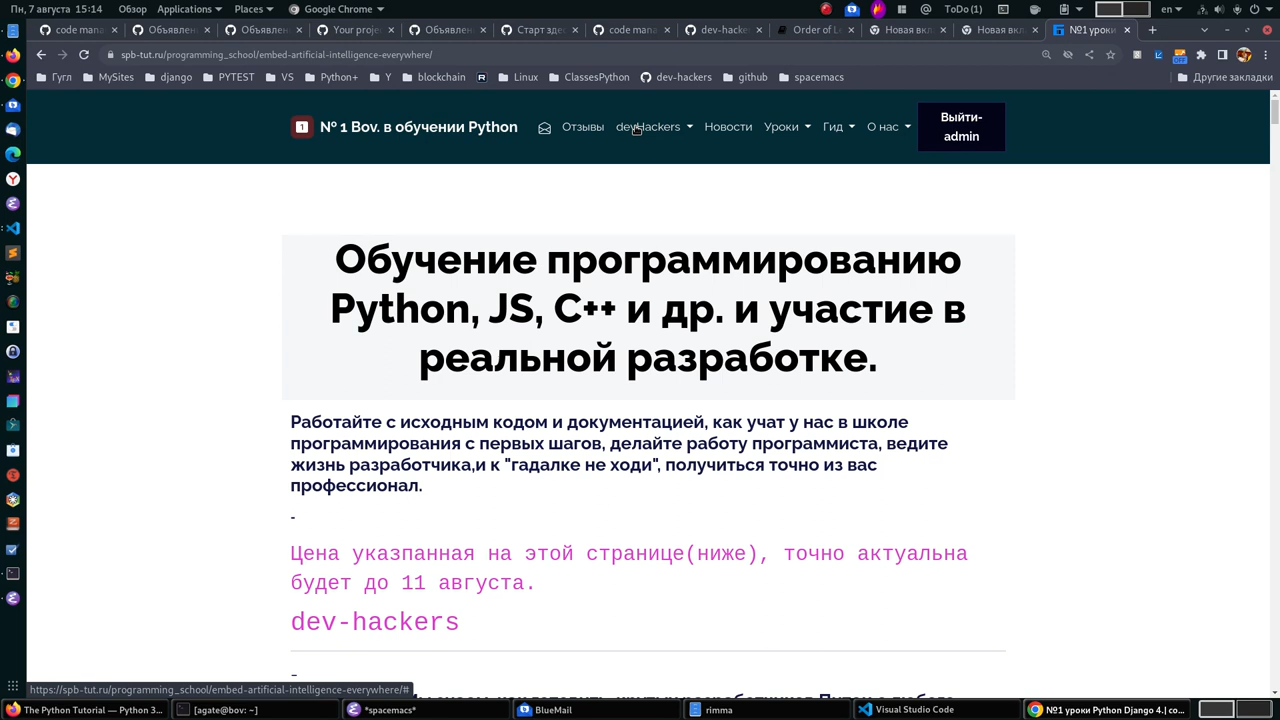 Пн, 7 августа 15:14
Обзор
Applications
Places
Google Chrome
ToDo (1)
en
code mana
Объявлен
Объявлен
Your proje
Объявлен
Старт здес
code mana
dev-hacke
Order of L
Новая вкл
Новая вкл
№1 уроки
spb-tut.ru/programming_school/embed-artificial-intelligence-everywhere/
OFF
Гугл
MySites
django
PYTEST
VS
Python+
Y
blockchain
Linux
ClassesPython
dev-hackers
github
spacemacs
Другие закладки
1
№ 1 Bov. в обучении Python
Отзывы
devHackers
Новости
Уроки
Гид
О нас
Выйти-
admin
Обучение программированию
Python, JS, C++ и др. и участие в
реальной разработке.
Работайте с исходным кодом и документацией, как учат у нас в школе
программирования с первых шагов, делайте работу программиста, ведите
жизнь разработчика,и к "гадалке не ходи", получиться точно из вас
профессионал.
-
Цена указпанная на этой странице(ниже), точно актуальна
будет до 11 августа.
dev-hackers
-
https://spb-tut.ru/programming_school/embed-artificial-intelligence-everywhere/#
The Python Tutorial — Python 3...
[agate@bov: ~]
*spacemacs*
BlueMail
rimma
Visual Studio Code
№1 уроки Python Django 4.| co...